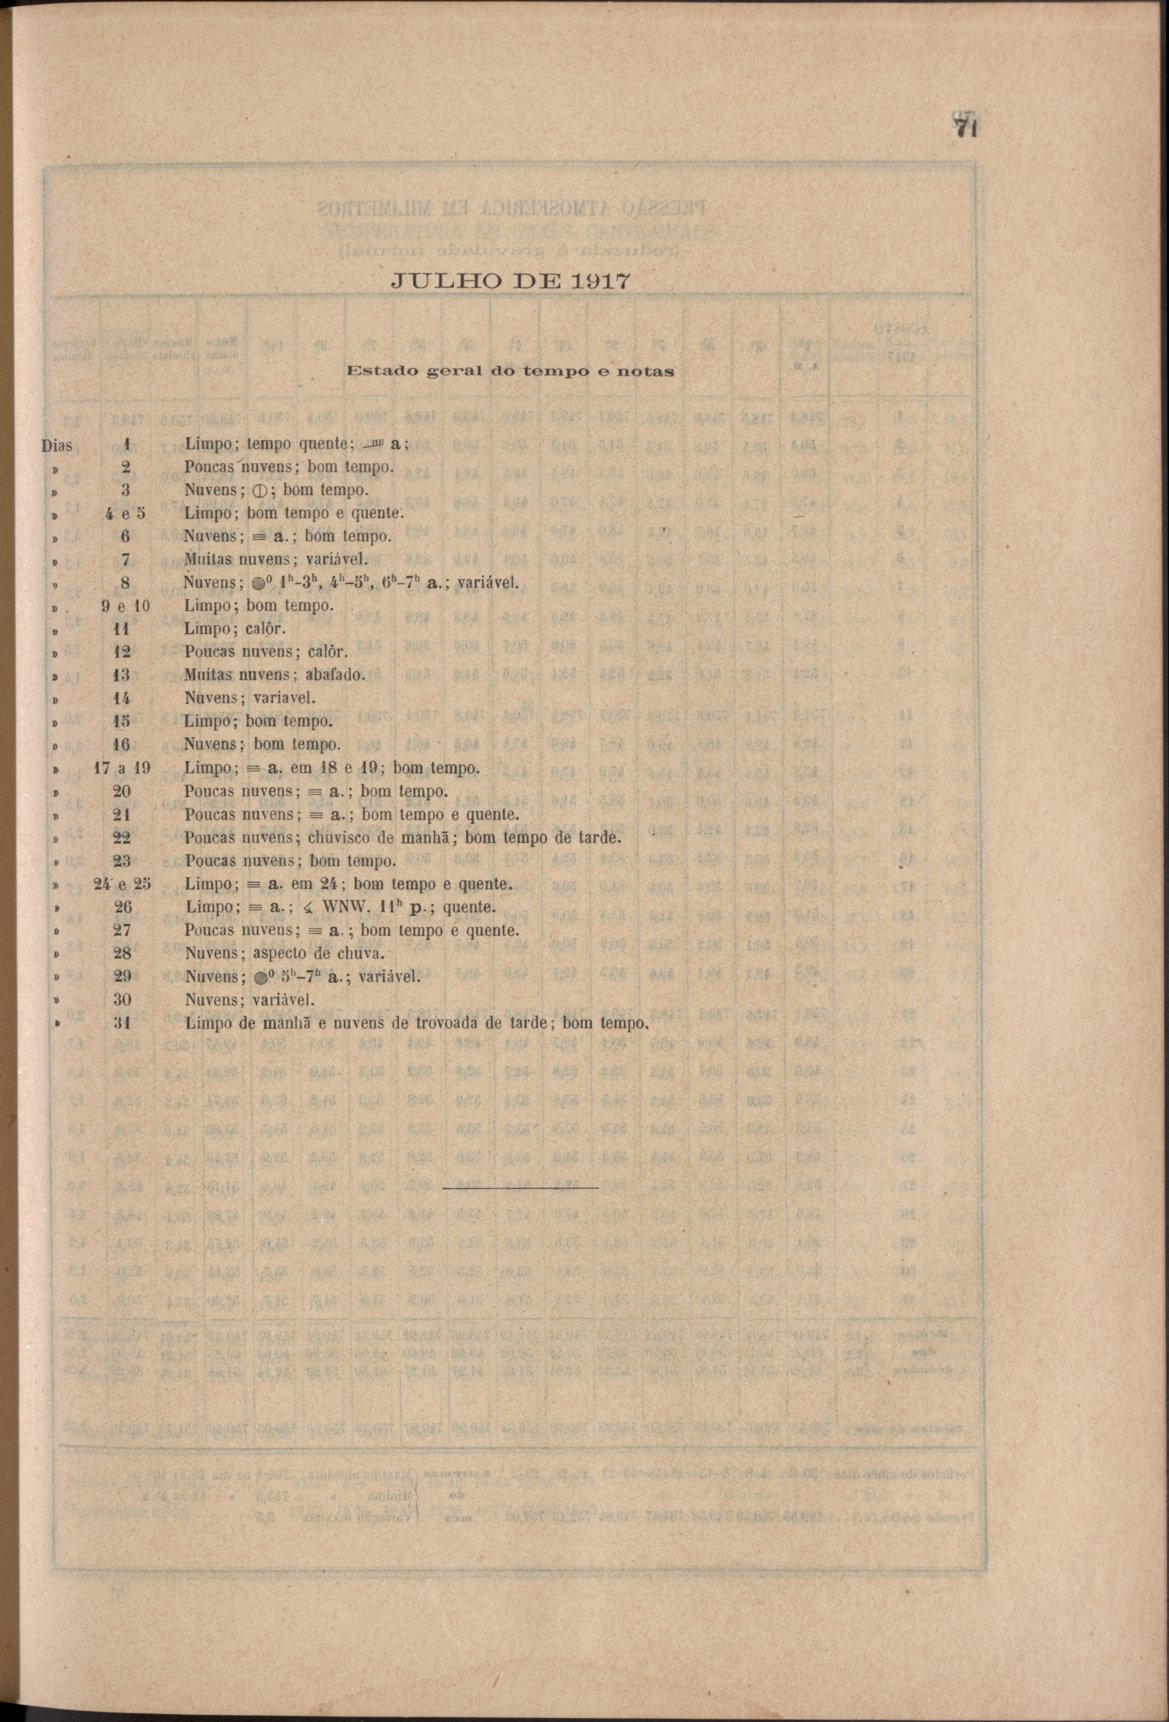 71
JULHO DE 1917
Estado geral do tempo e notas
Dias 1 Limpo; tempo quente; a;
» 2 Poucas nuvens; bom tempo.
» 3 Nuvens; ⦶; bom tempo.
» 4 e 5 Limpo; bom tempo e quente.
» 6 Nuvens; ≡ a.; bom tempo.
» 7 Muitas nuvens; variável.
» 8 Nuvens; ●⁰ 1ʰ–3ʰ, 4ʰ–5ʰ, 6ʰ–7ʰ a.; variável.
» 9 e 10 Limpo; bom tempo.
» 11 Limpo; calôr.
» 12 Poucas nuvens; calôr.
» 13 Muitas nuvens; abafado.
» 14 Nuvens; variavel.
» 15 Limpo; bom tempo.
» 16 Nuvens; bom tempo.
» 17 a 19 Limpo; ≡ a. em 18 e 19; bom tempo.
» 20 Poucas nuvens; ≡ a.; bom tempo.
» 21 Poucas nuvens; ≡ a.; bom tempo e quente.
» 22 Poucas nuvens; chuvisco de manhã; bom tempo de tarde.
» 23 Poucas nuvens; bom tempo.
» 24 e 25 Limpo; ≡ a. em 24; bom tempo e quente.
» 26 Limpo; ≡ a.; WNW. 11ʰ p.; quente.
» 27 Poucas nuvens; ≡ a.; bom tempo e quente.
» 28 Nuvens; aspecto de chuva.
» 29 Nuvens; ●⁰ 5ʰ–7ʰ a.; variável.
» 30 Nuvens; variável.
» 31 Limpo de manhã e nuvens de trovoada de tarde; bom tempo.